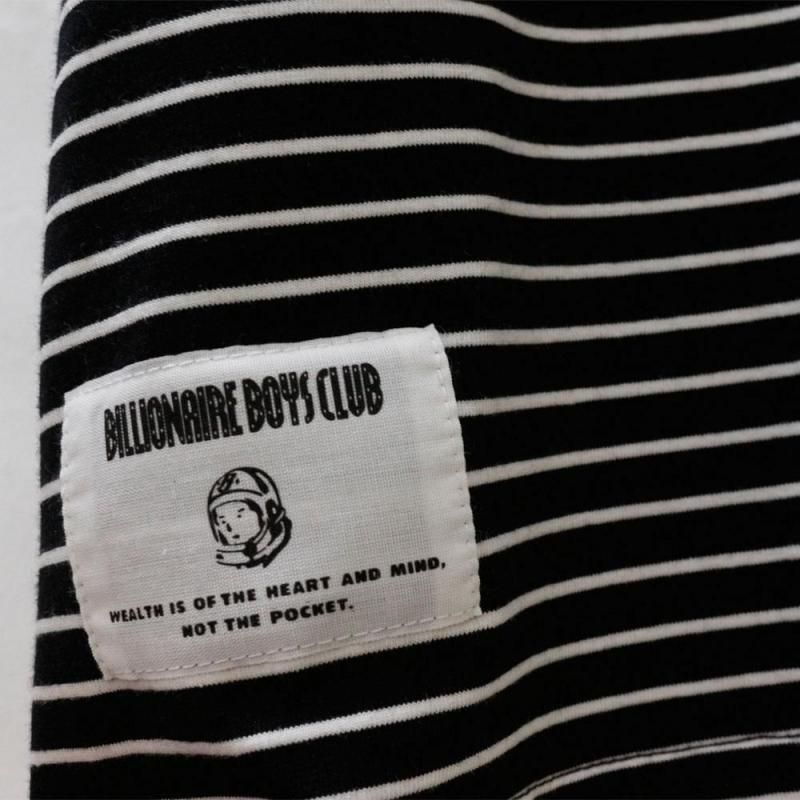 BILLIONAIRE BOYS CLUB
WEALTH IS OF THE HEART AND MIND,
NOT THE POCKET.